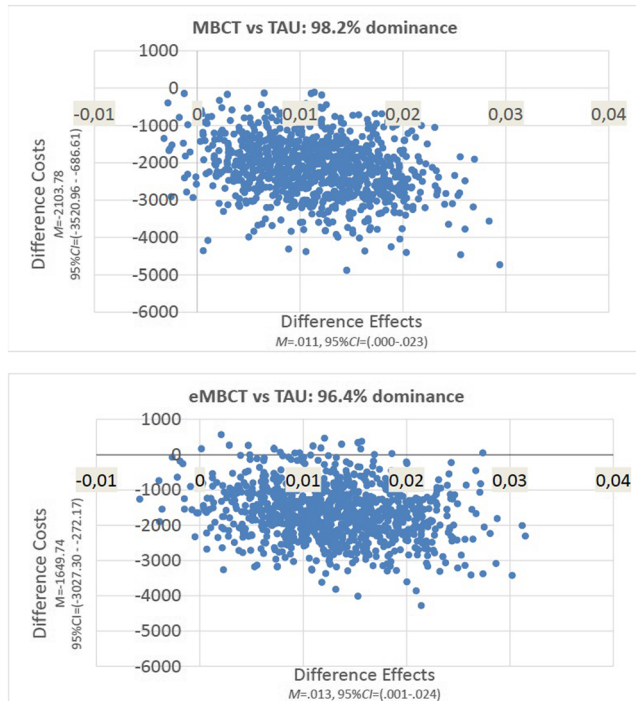 MBCT vs TAU: 98.2% dominance
1000
0
-0,01 0 0,01 0,02 0,03 0,04
-1000
-2000
-3000
-4000
-5000
-6000
Difference Costs
M=-2103.78
95%CI=(-3520.96 - -686.61)
Difference Effects
M=.011, 95%CI=(.000-.023)
eMBCT vs TAU: 96.4% dominance
1000
0
-0,01 0 0,01 0,02 0,03 0,04
-1000
-2000
-3000
-4000
-5000
-6000
Difference Costs
M=-1649.74
95%CI=(-3027.30 - -272.17)
Difference Effects
M=.013, 95%CI=(.001-.024)